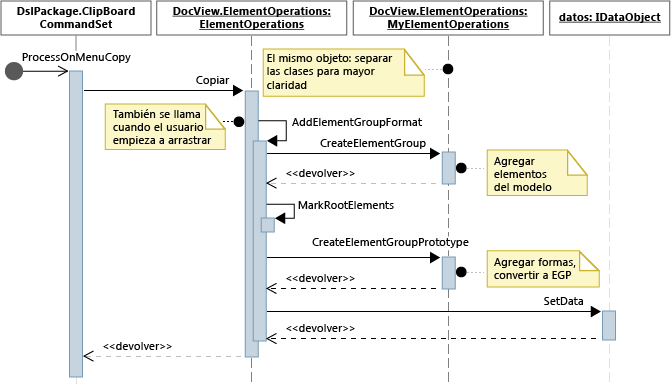 DslPackage.ClipBoard
CommandSet
DocView.ElementOperations:
ElementOperations
DocView.ElementOperations:
MyElementOperations
datos: IDataObject
ProcessOnMenuCopy
El mismo objeto: separar
las clases para mayor
claridad
Copiar
También se llama
cuando el usuario
empieza a arrastrar
AddElementGroupFormat
CreateElementGroup
Agregar
elementos
del modelo
<<devolver>>
MarkRootElements
CreateElementGroupPrototype
Agregar formas,
convertir a EGP
<<devolver>>
SetData
<<devolver>>
<<devolver>>